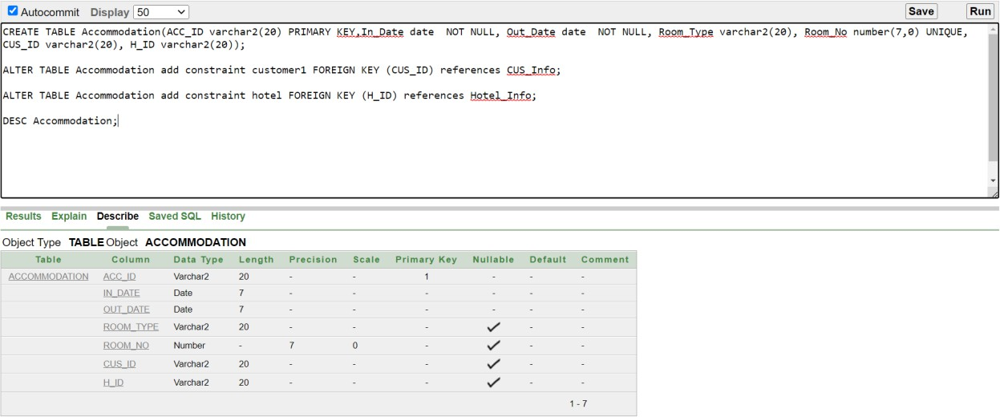 Autocommit Display 50 Save Run
CREATE TABLE Accommodation(ACC_ID varchar2(20) PRIMARY KEY,In_Date date  NOT NULL, Out_Date date  NOT NULL, Room_Type varchar2(20), Room_No number(7,0) UNIQUE,
CUS_ID varchar2(20), H_ID varchar2(20));
ALTER TABLE Accommodation add constraint customer1 FOREIGN KEY (CUS_ID) references CUS_Info;
ALTER TABLE Accommodation add constraint hotel FOREIGN KEY (H_ID) references Hotel_Info;
DESC Accommodation;
Results Explain Describe Saved SQL History
Object Type TABLE Object ACCOMMODATION
Table Column Data Type Length Precision Scale Primary Key Nullable Default Comment
ACCOMMODATION ACC_ID Varchar2 20 - - 1 - - -
IN_DATE Date 7 - - - - - -
OUT_DATE Date 7 - - - - - -
ROOM_TYPE Varchar2 20 - - - ✓ - -
ROOM_NO Number - 7 0 - ✓ - -
CUS_ID Varchar2 20 - - - ✓ - -
H_ID Varchar2 20 - - - ✓ - -
1 - 7